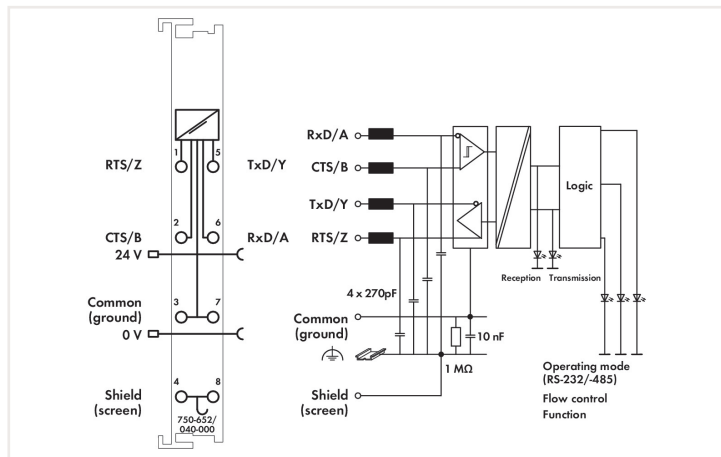 1
5
RTS/Z
TxD/Y
2
6
CTS/B
RxD/A
24 V
Common
(ground)
3
7
0 V
Shield
(screen)
4
8
750-652/
040-000
RxD/A
CTS/B
TxD/Y
RTS/Z
4 x 270pF
Common
(ground)
10 nF
1 MΩ
Shield
(screen)
Logic
Reception
Transmission
Operating mode
(RS-232/-485)
Flow control
Function